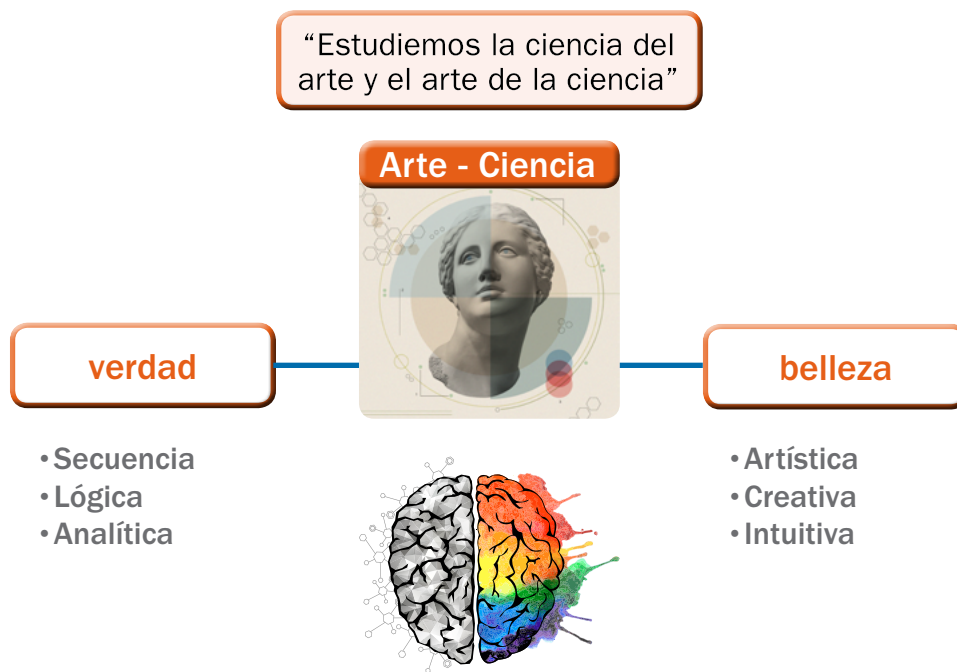 “Estudiemos la ciencia del
arte y el arte de la ciencia”
Arte - Ciencia
verdad
• Secuencia
• Lógica
• Analítica
belleza
• Artística
• Creativa
• Intuitiva